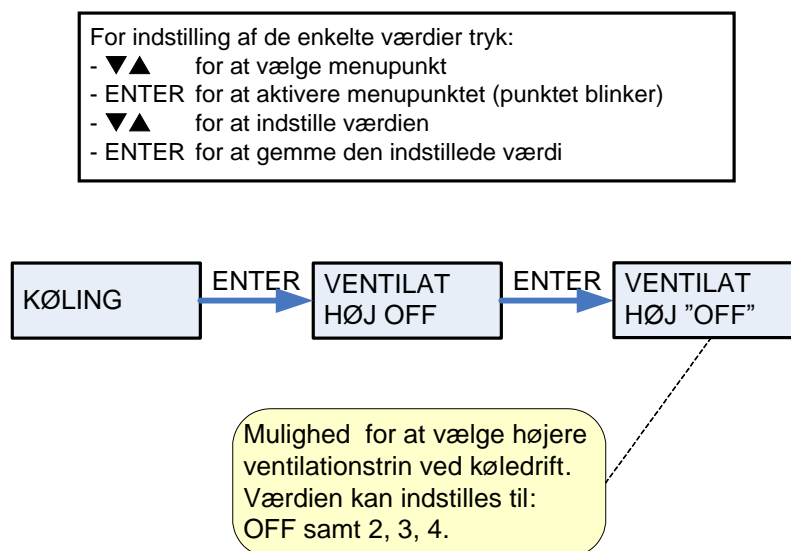 For indstilling af de enkelte værdier tryk:
- ▼▲ for at vælge menupunkt
- ENTER for at aktivere menupunktet (punktet blinker)
- ▼▲ for at indstille værdien
- ENTER for at gemme den indstillede værdi
KØLING
ENTER
VENTILAT
HØJ OFF
ENTER
VENTILAT
HØJ ”OFF”
Mulighed for at vælge højere
ventilationstrin ved køledrift.
Værdien kan indstilles til:
OFF samt 2, 3, 4.